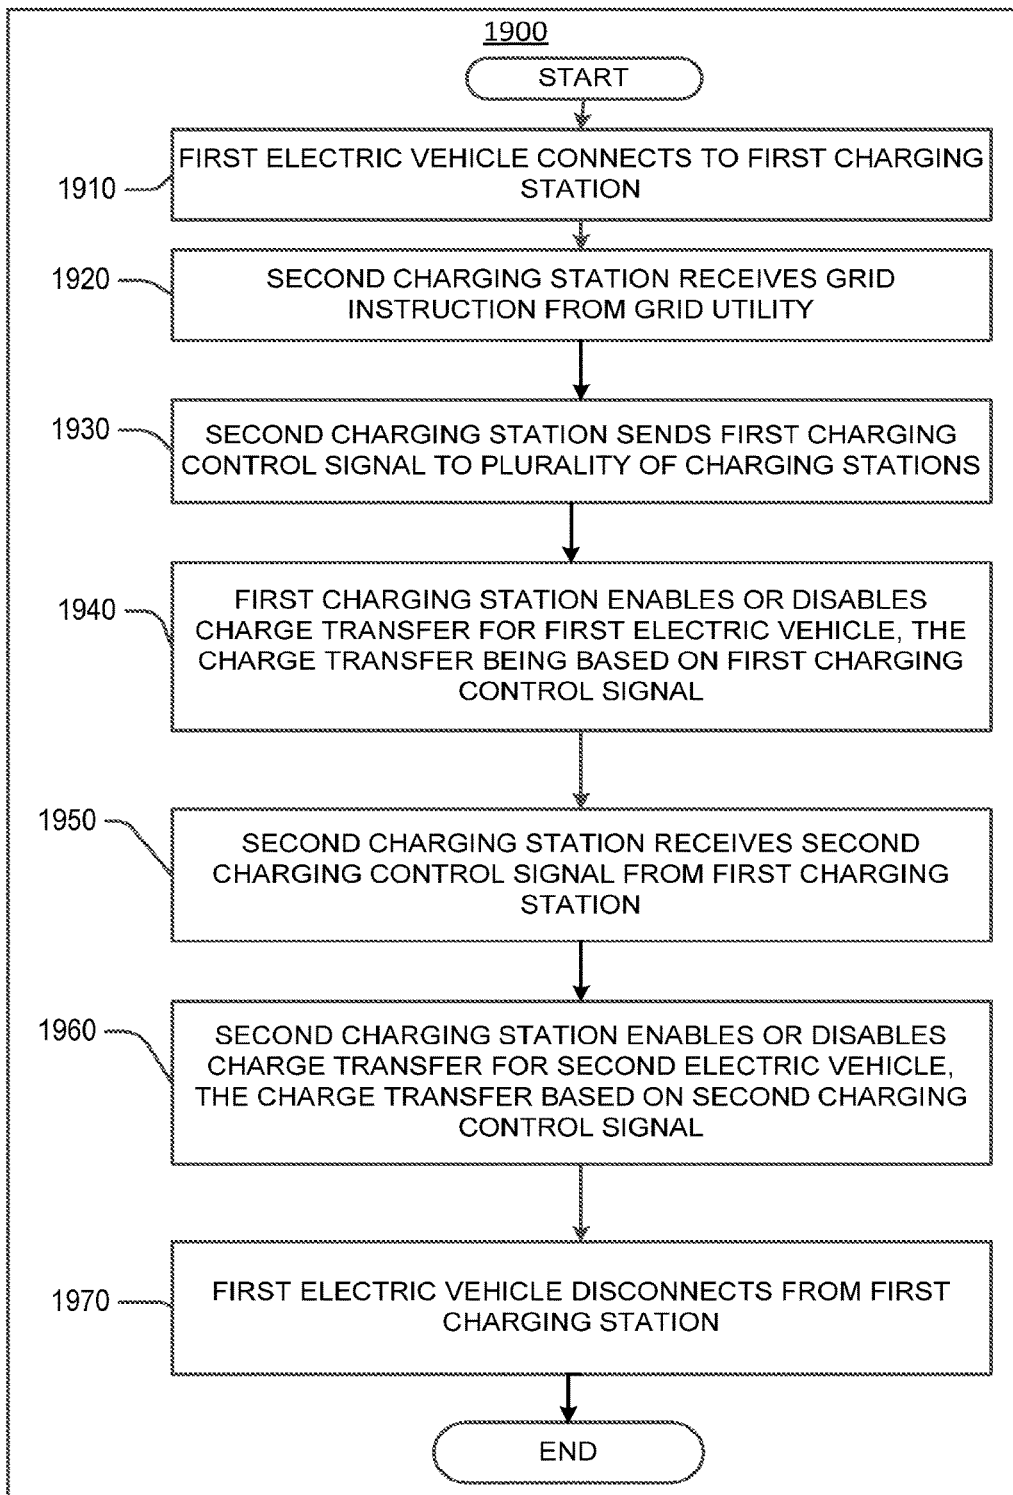 1900
START
1910
FIRST ELECTRIC VEHICLE CONNECTS TO FIRST CHARGING
STATION
1920
SECOND CHARGING STATION RECEIVES GRID
INSTRUCTION FROM GRID UTILITY
1930
SECOND CHARGING STATION SENDS FIRST CHARGING
CONTROL SIGNAL TO PLURALITY OF CHARGING STATIONS
1940
FIRST CHARGING STATION ENABLES OR DISABLES
CHARGE TRANSFER FOR FIRST ELECTRIC VEHICLE, THE
CHARGE TRANSFER BEING BASED ON FIRST CHARGING
CONTROL SIGNAL
1950
SECOND CHARGING STATION RECEIVES SECOND
CHARGING CONTROL SIGNAL FROM FIRST CHARGING
STATION
1960
SECOND CHARGING STATION ENABLES OR DISABLES
CHARGE TRANSFER FOR SECOND ELECTRIC VEHICLE,
THE CHARGE TRANSFER BASED ON SECOND CHARGING
CONTROL SIGNAL
1970
FIRST ELECTRIC VEHICLE DISCONNECTS FROM FIRST
CHARGING STATION
END